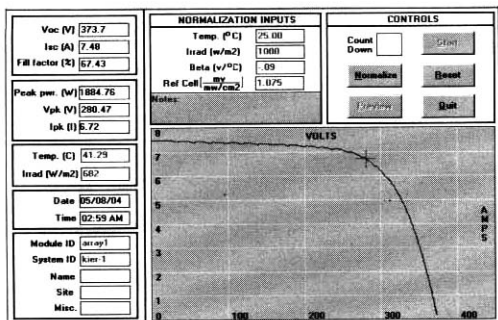 Voc (V) 373.7
Isc (A) 7.48
Fill factor (%) 67.43
Peak pwr. (W) 1884.76
Vpk (V) 280.47
Ipk (I) 6.72
Temp. (C) 41.29
Irrad (W/m2) 682
Date 05/08/04
Time 02:59 AM
Module ID array1
System ID kier-1
Name
Site
Misc.
NORMALIZATION INPUTS
Temp. (ºC) 25.00
Irrad (w/m2) 1000
Beta (v/ºC) -.09
Ref Cell [mv/mw/cm2] 1.075
Notes:
CONTROLS
Count Down
Start
Normalize
Reset
Preview
Quit
VOLTS
AMPS
8
7
6
5
4
3
2
1
0
100
200
300
400